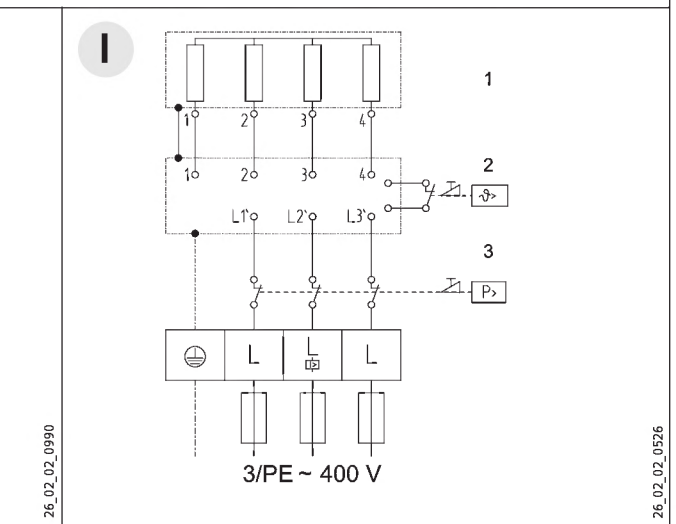 I
1
1 2 3 4
2
1 2 3 4
ϑ>
L1` L2` L3`
3
P>
L L L
3/PE ~ 400 V
26_02_02_0990
26_02_02_0526